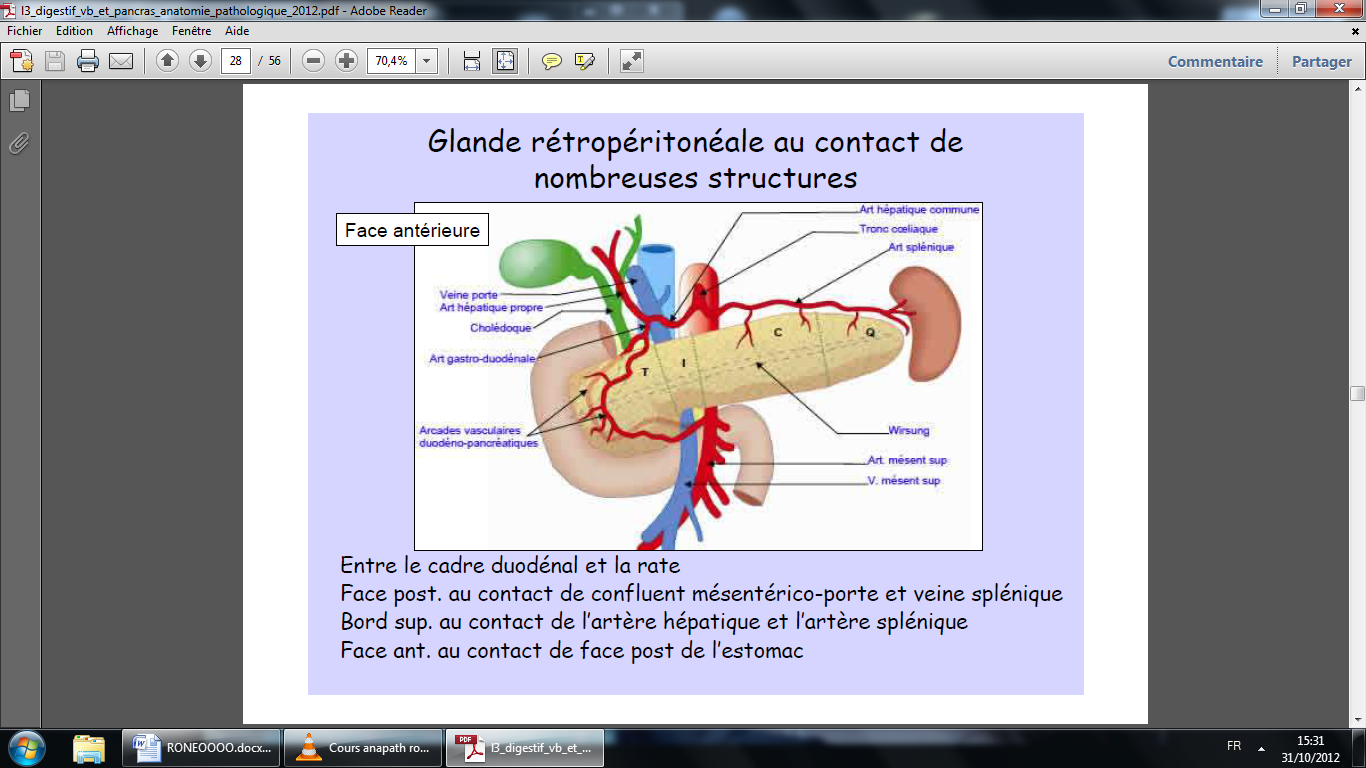 l3_digestif_vb_et_pancras_anatomie_pathologique_2012.pdf - Adobe Reader
Fichier Edition Affichage Fenêtre Aide
28 / 56 70,4% Commentaire Partager
Glande rétropéritonéale au contact de
nombreuses structures
Face antérieure
Art hépatique commune
Tronc cœliaque
Art splénique
Veine porte
Art hépatique propre
Cholédoque
Art gastro-duodénale
T I C Q
Arcades vasculaires
duodéno-pancréatiques
Wirsung
Art. mésent sup
V. mésent sup
Entre le cadre duodénal et la rate
Face post. au contact de confluent mésentérico-porte et veine splénique
Bord sup. au contact de l'artère hépatique et l'artère splénique
Face ant. au contact de face post de l'estomac
RONEOOOO.docx... Cours anapath ro... l3_digestif_vb_et_... FR 15:31
31/10/2012